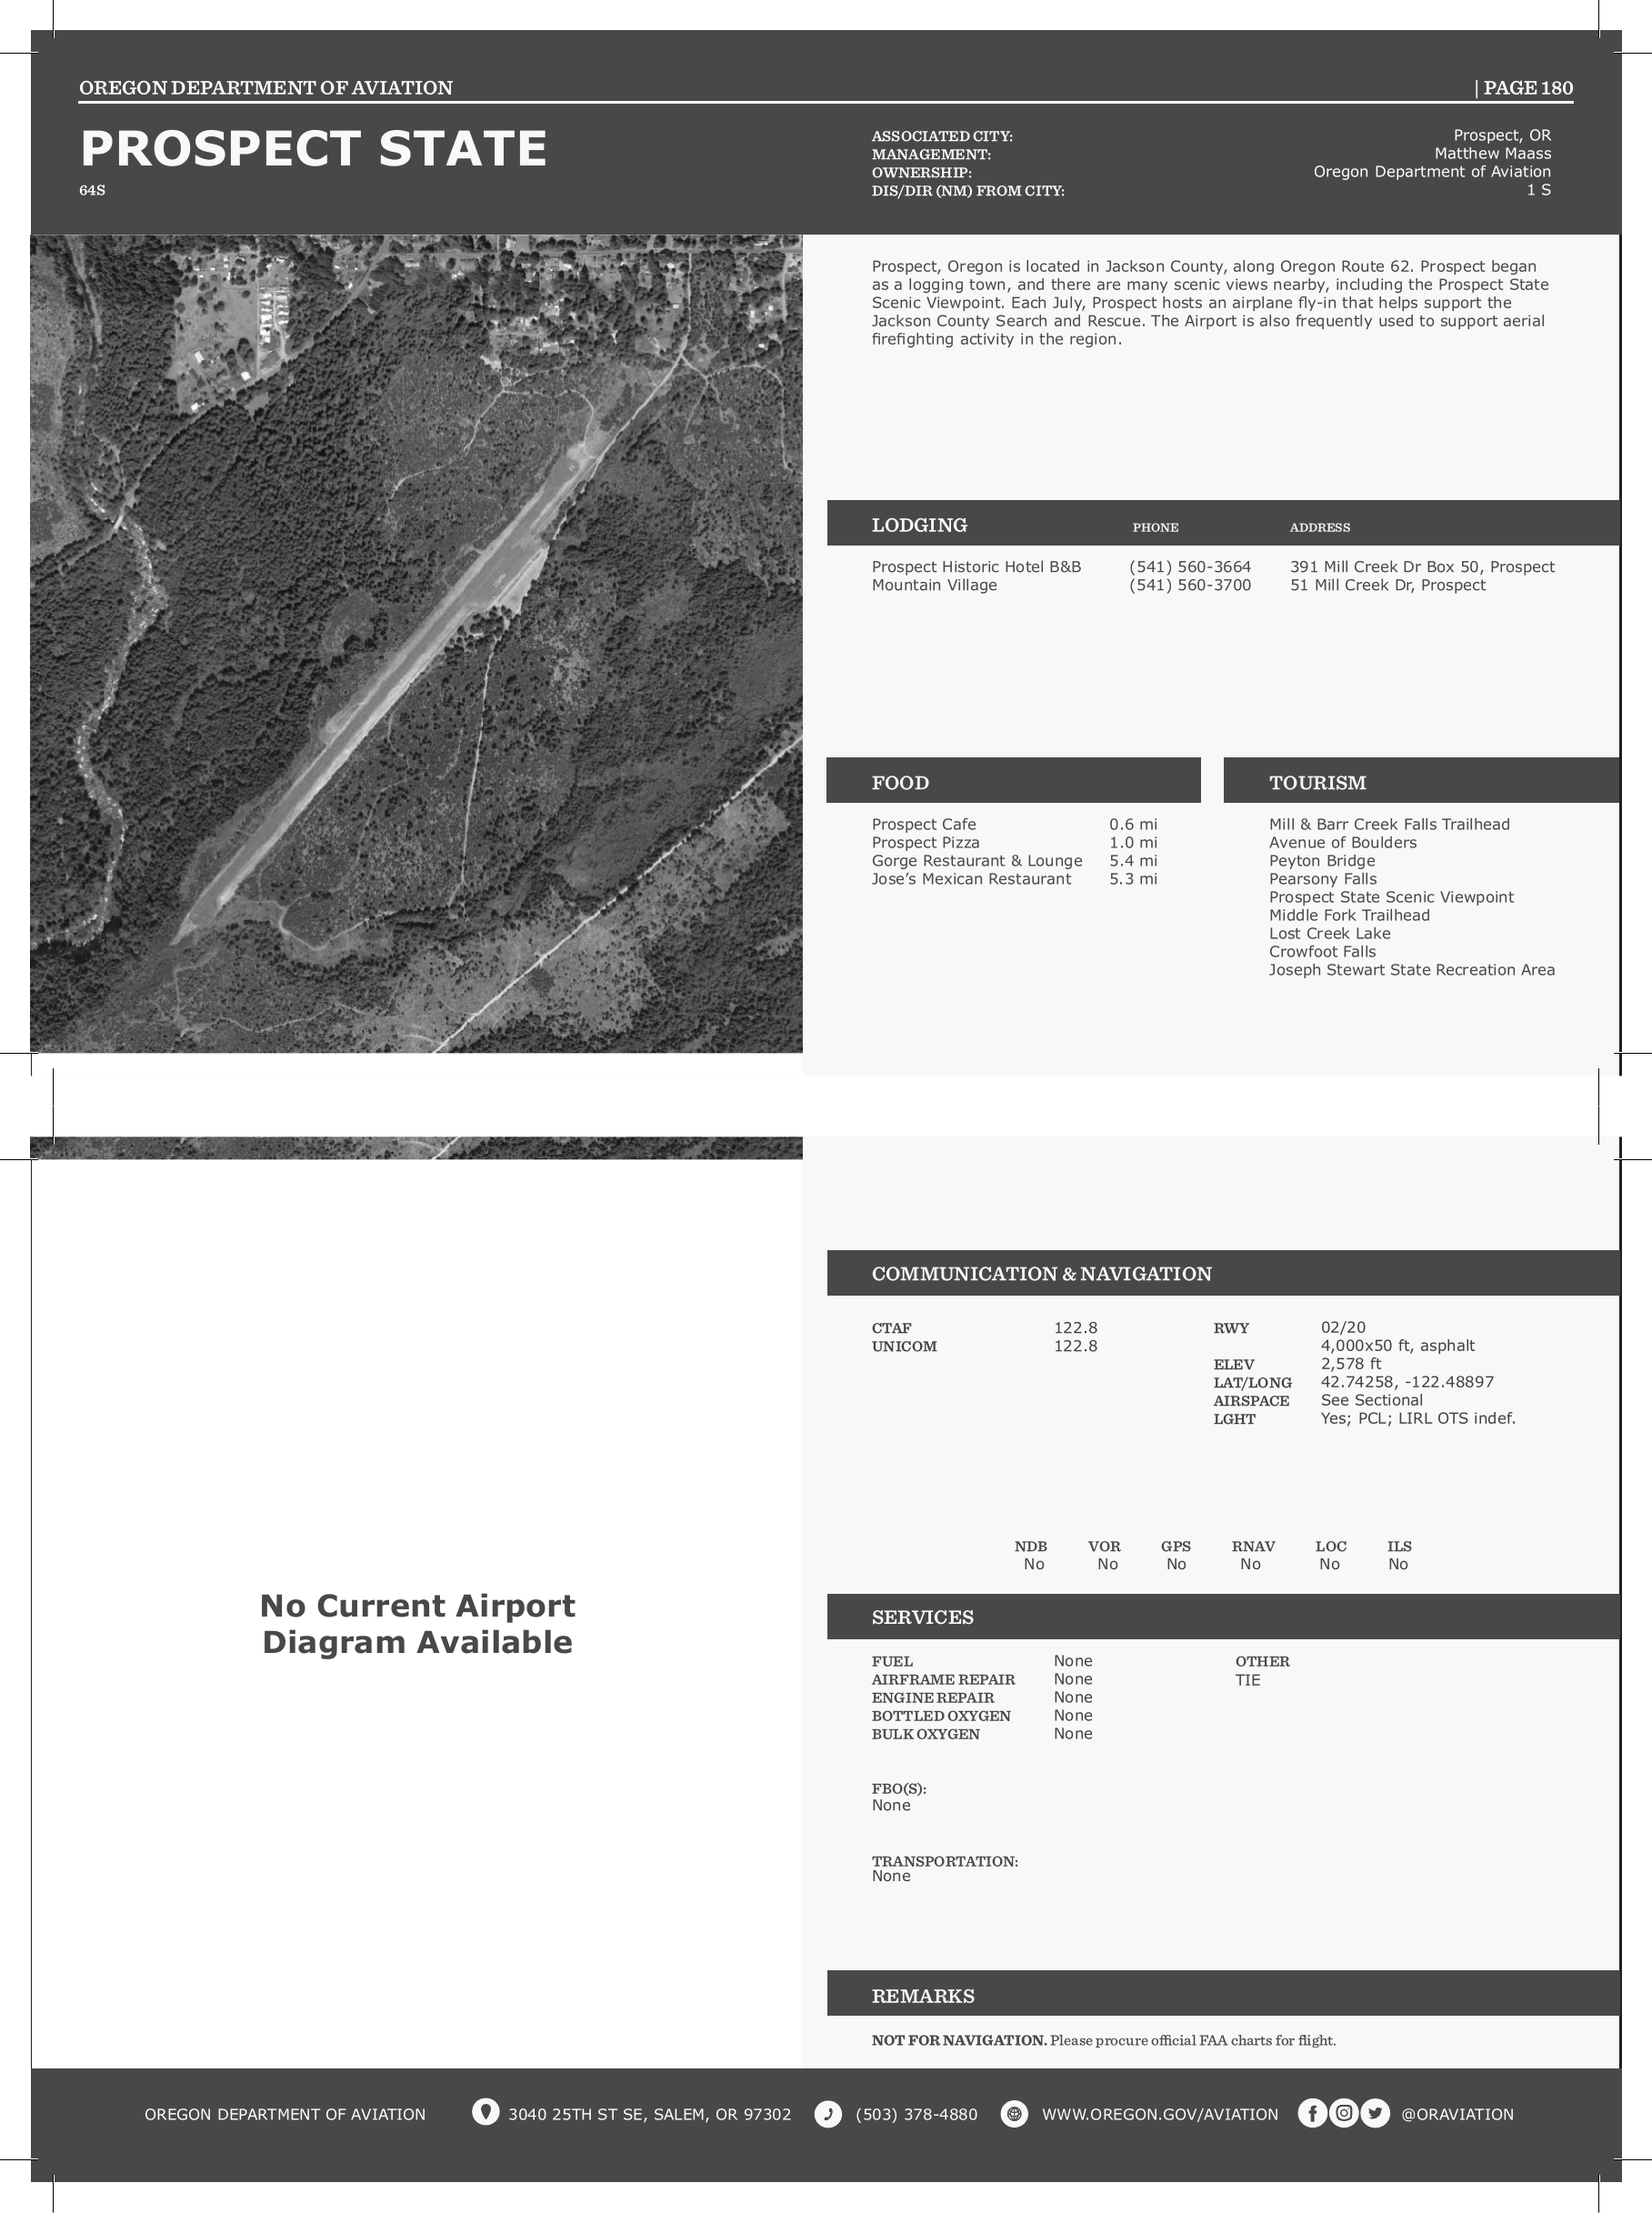 OREGON DEPARTMENT OF AVIATION
| PAGE 180
PROSPECT STATE
64S
ASSOCIATED CITY: Prospect, OR
MANAGEMENT: Matthew Maass
OWNERSHIP: Oregon Department of Aviation
DIS/DIR (NM) FROM CITY: 1 S
Prospect, Oregon is located in Jackson County, along Oregon Route 62. Prospect began
as a logging town, and there are many scenic views nearby, including the Prospect State
Scenic Viewpoint. Each July, Prospect hosts an airplane fly-in that helps support the
Jackson County Search and Rescue. The Airport is also frequently used to support aerial
firefighting activity in the region.
LODGING PHONE ADDRESS
Prospect Historic Hotel B&B (541) 560-3664 391 Mill Creek Dr Box 50, Prospect
Mountain Village (541) 560-3700 51 Mill Creek Dr, Prospect
FOOD
Prospect Cafe 0.6 mi
Prospect Pizza 1.0 mi
Gorge Restaurant & Lounge 5.4 mi
Jose’s Mexican Restaurant 5.3 mi
TOURISM
Mill & Barr Creek Falls Trailhead
Avenue of Boulders
Peyton Bridge
Pearsony Falls
Prospect State Scenic Viewpoint
Middle Fork Trailhead
Lost Creek Lake
Crowfoot Falls
Joseph Stewart State Recreation Area
No Current Airport
Diagram Available
COMMUNICATION & NAVIGATION
CTAF 122.8
UNICOM 122.8
RWY 02/20
4,000x50 ft, asphalt
ELEV 2,578 ft
LAT/LONG 42.74258, -122.48897
AIRSPACE See Sectional
LGHT Yes; PCL; LIRL OTS indef.
NDB VOR GPS RNAV LOC ILS
No No No No No No
SERVICES
FUEL None
AIRFRAME REPAIR None
ENGINE REPAIR None
BOTTLED OXYGEN None
BULK OXYGEN None
OTHER
TIE
FBO(S):
None
TRANSPORTATION:
None
REMARKS
NOT FOR NAVIGATION. Please procure official FAA charts for flight.
OREGON DEPARTMENT OF AVIATION 3040 25TH ST SE, SALEM, OR 97302 (503) 378-4880 WWW.OREGON.GOV/AVIATION @ORAVIATION